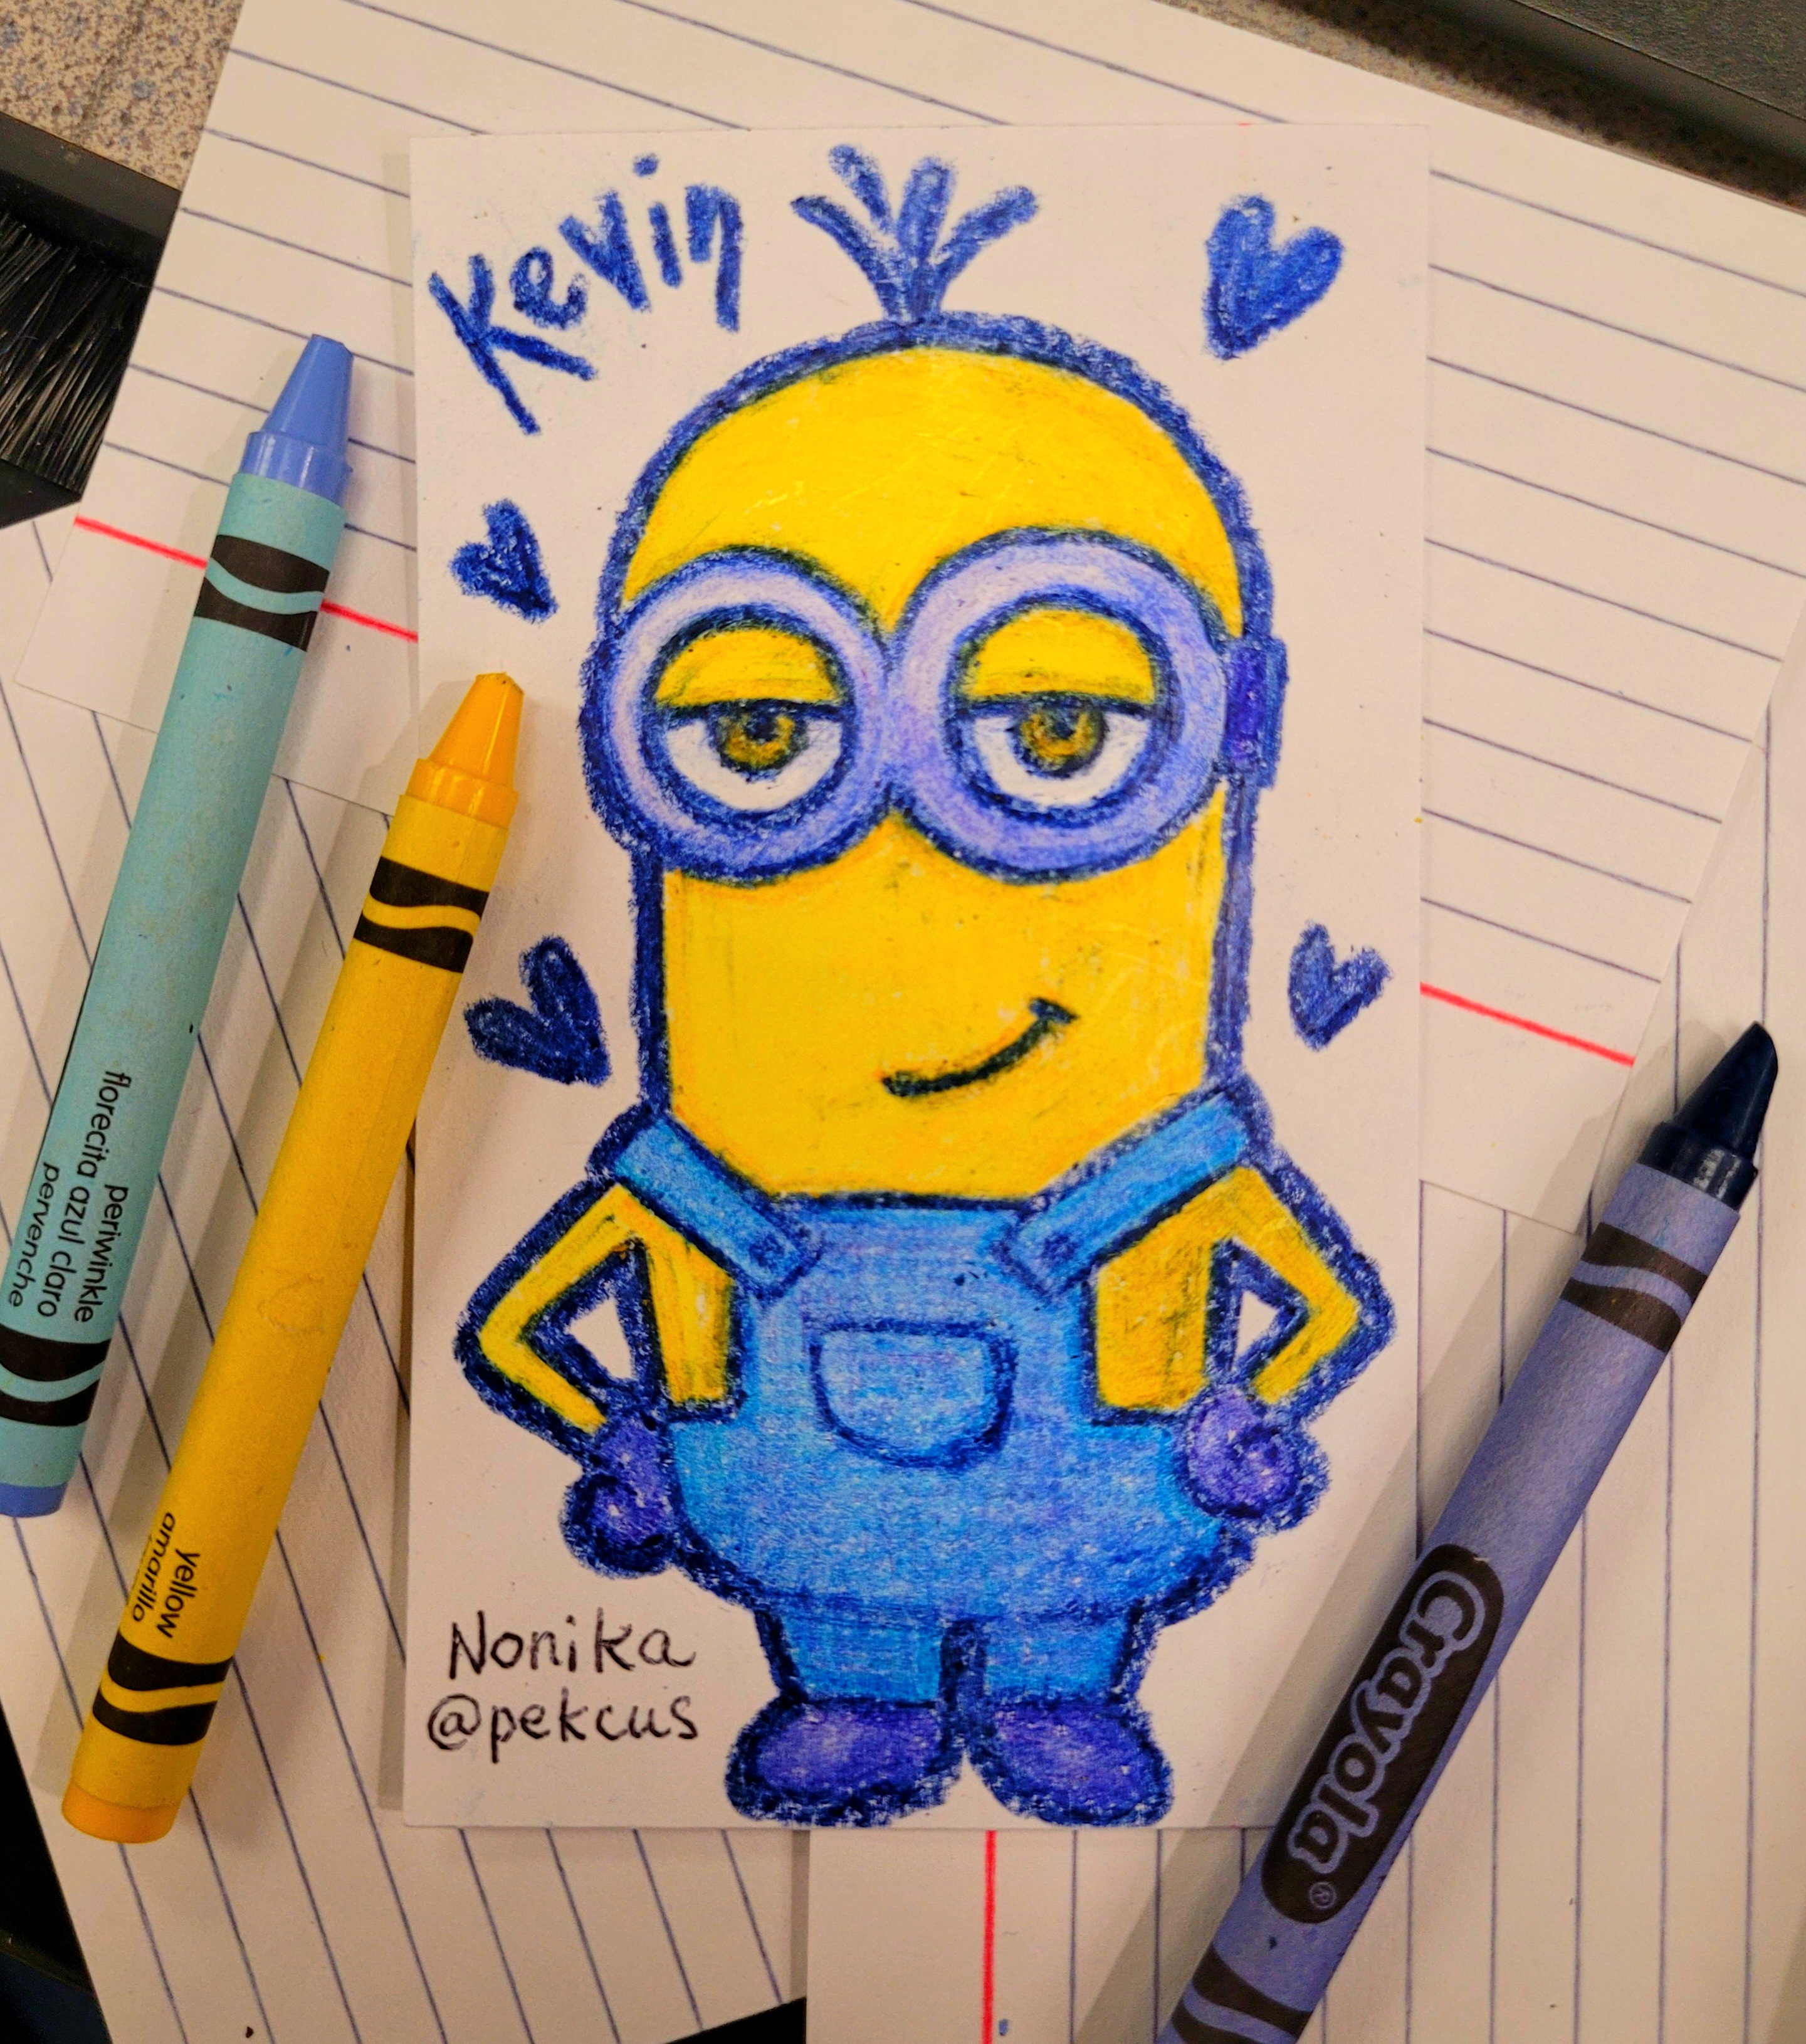 Kevin
periwinkle
florecita azul claro
pervenche
yellow
amarillo
Nonika
@pekcus
Crayola®